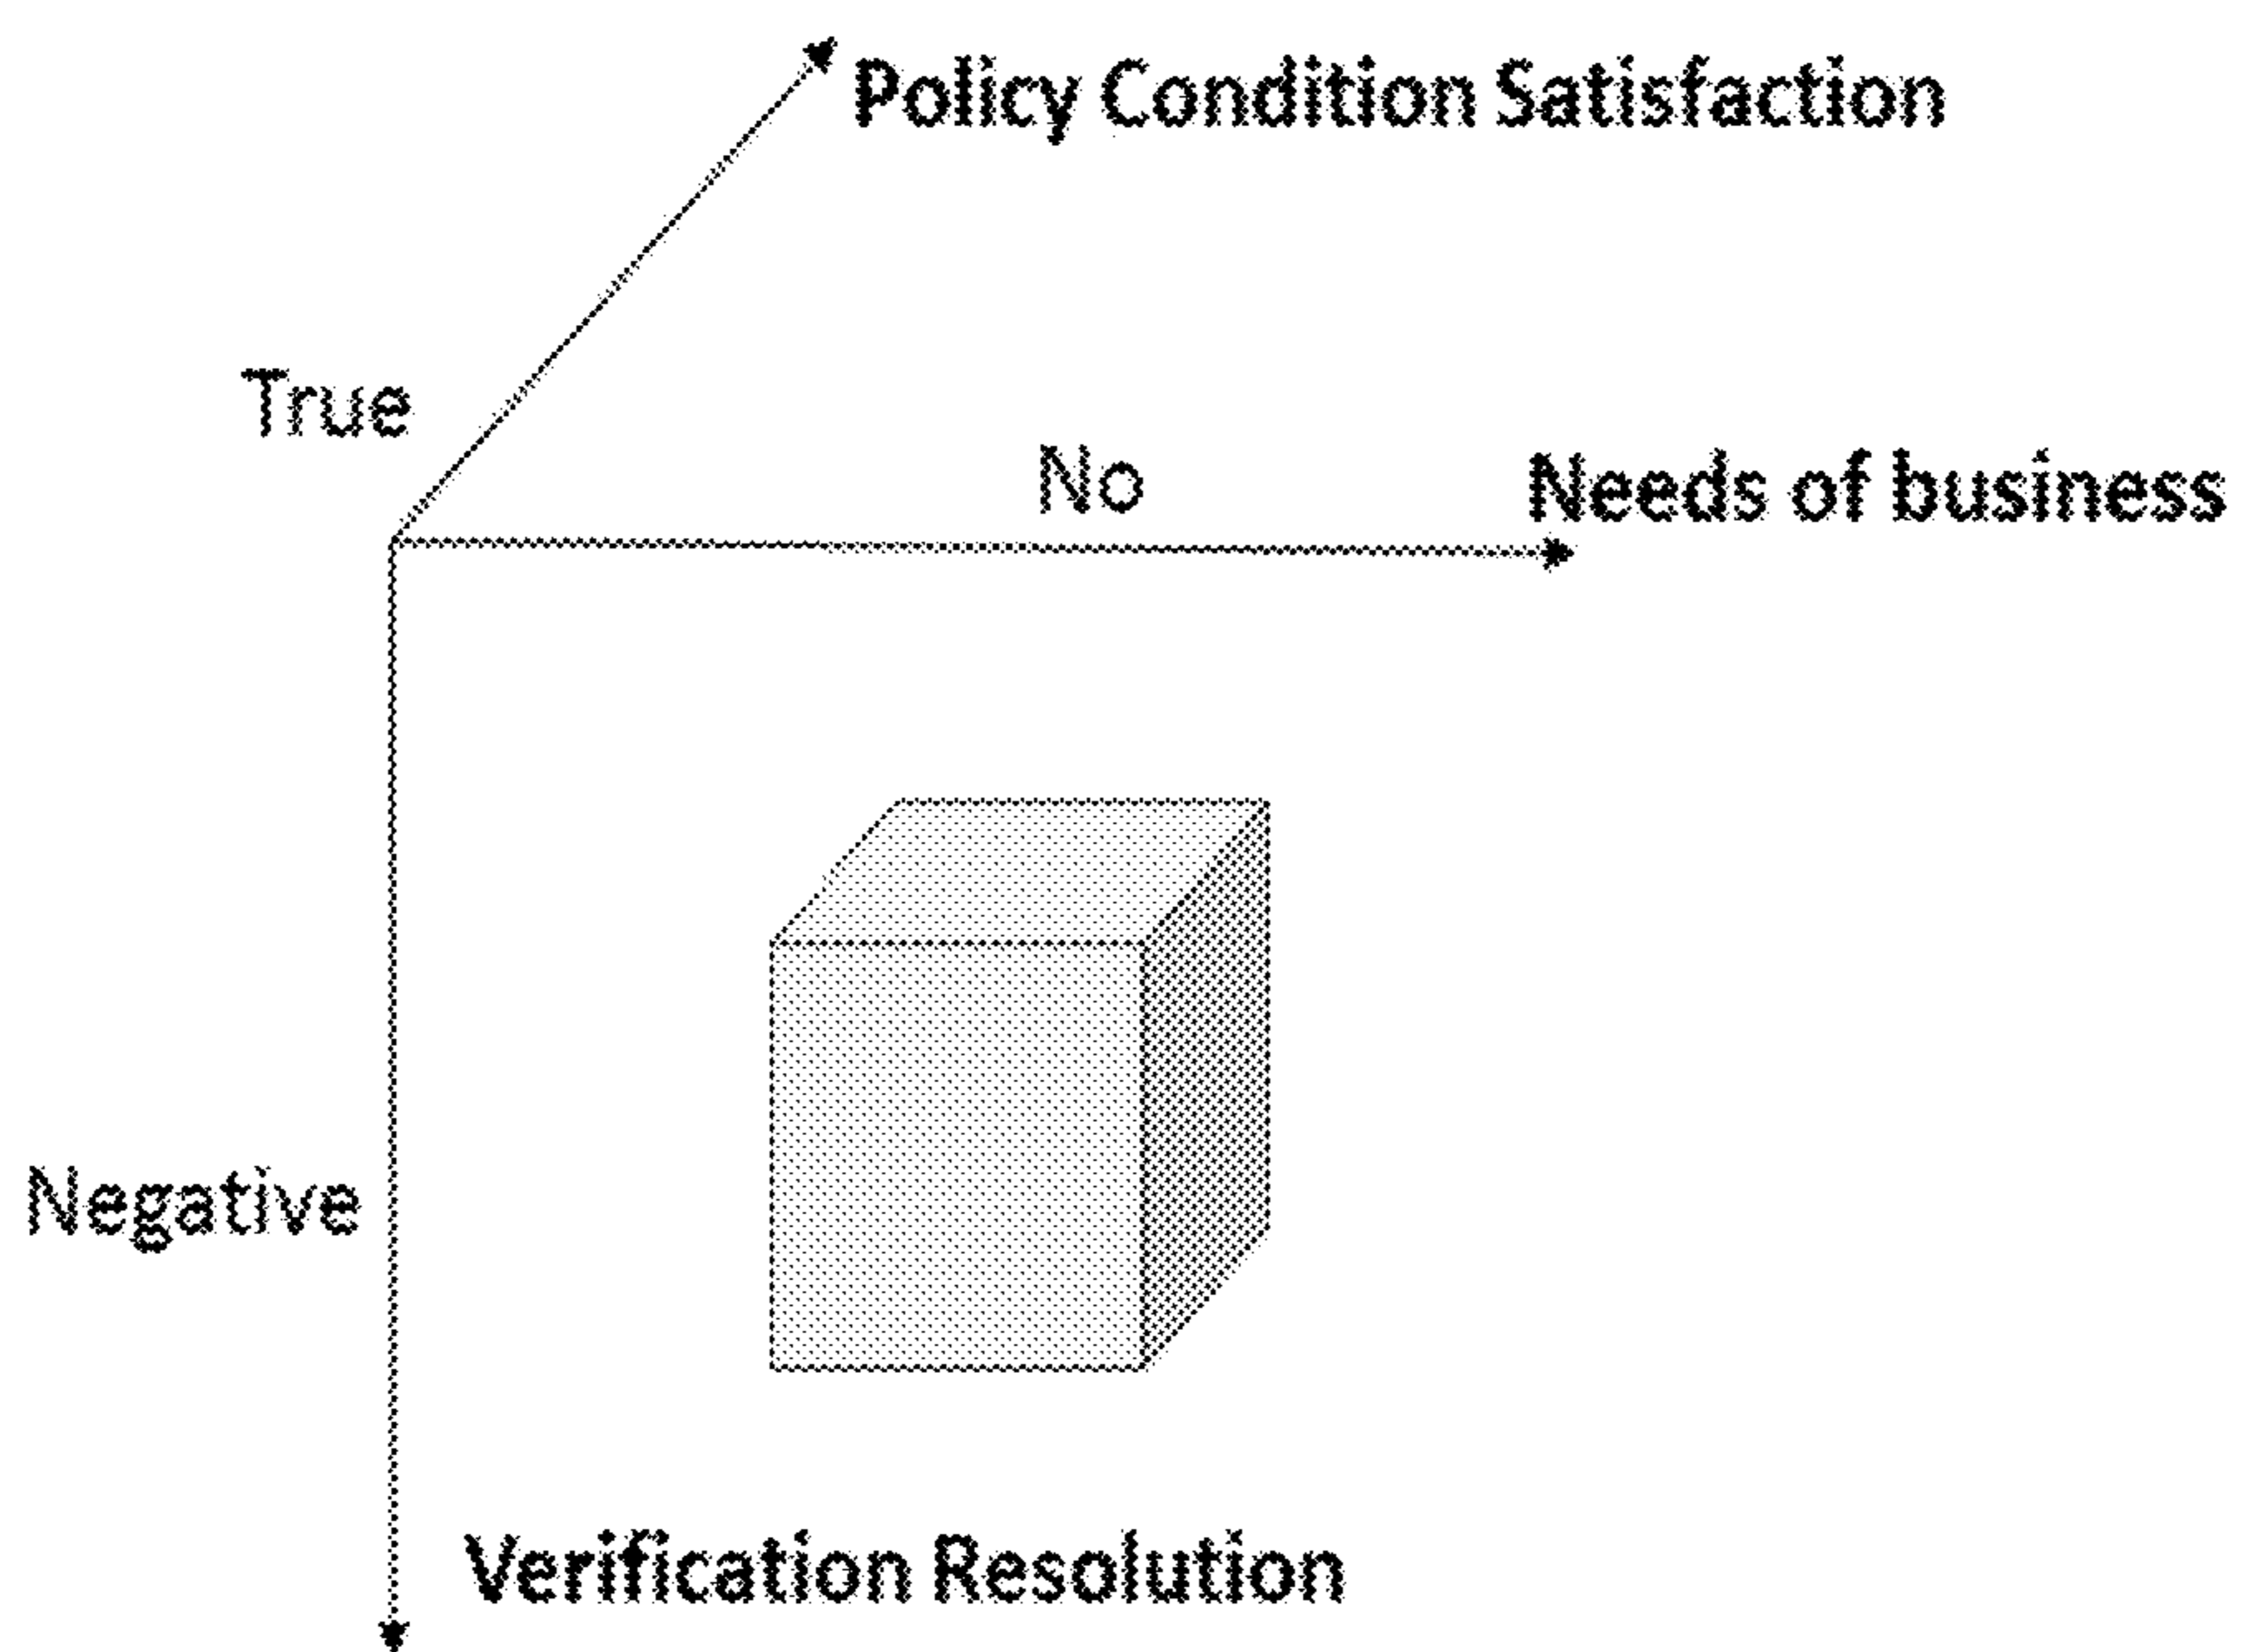 Policy Condition Satisfaction
True
No
Needs of business
Negative
Verification Resolution